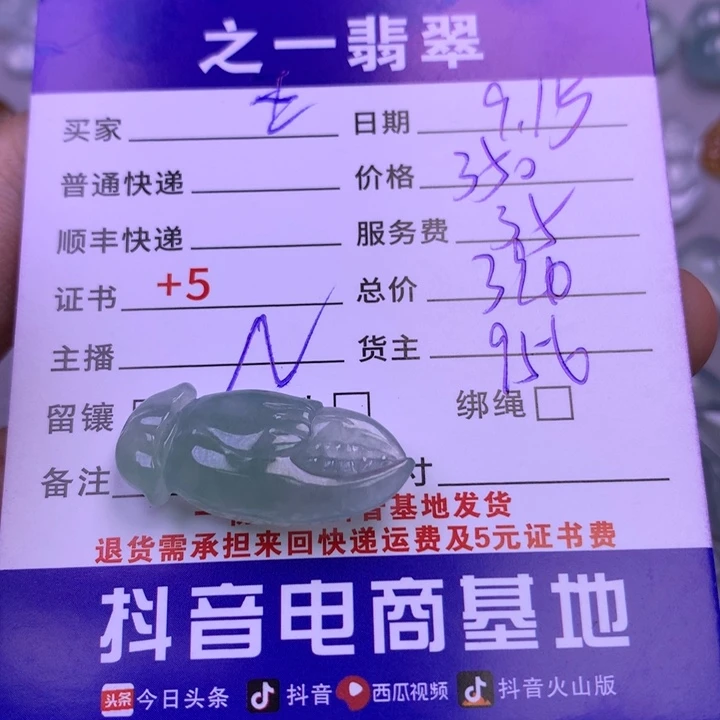 之一翡翠
买家 日期 9.15
普通快递 价格 350
顺丰快递 服务费 35
证书 +5 总价
主播 N 货主 956
留镶 绑绳
备注 寸
基地发货
退货需承担来回快递运费及5元证书费
抖音电商基地
头条 今日头条 抖音 西瓜视频 抖音火山版